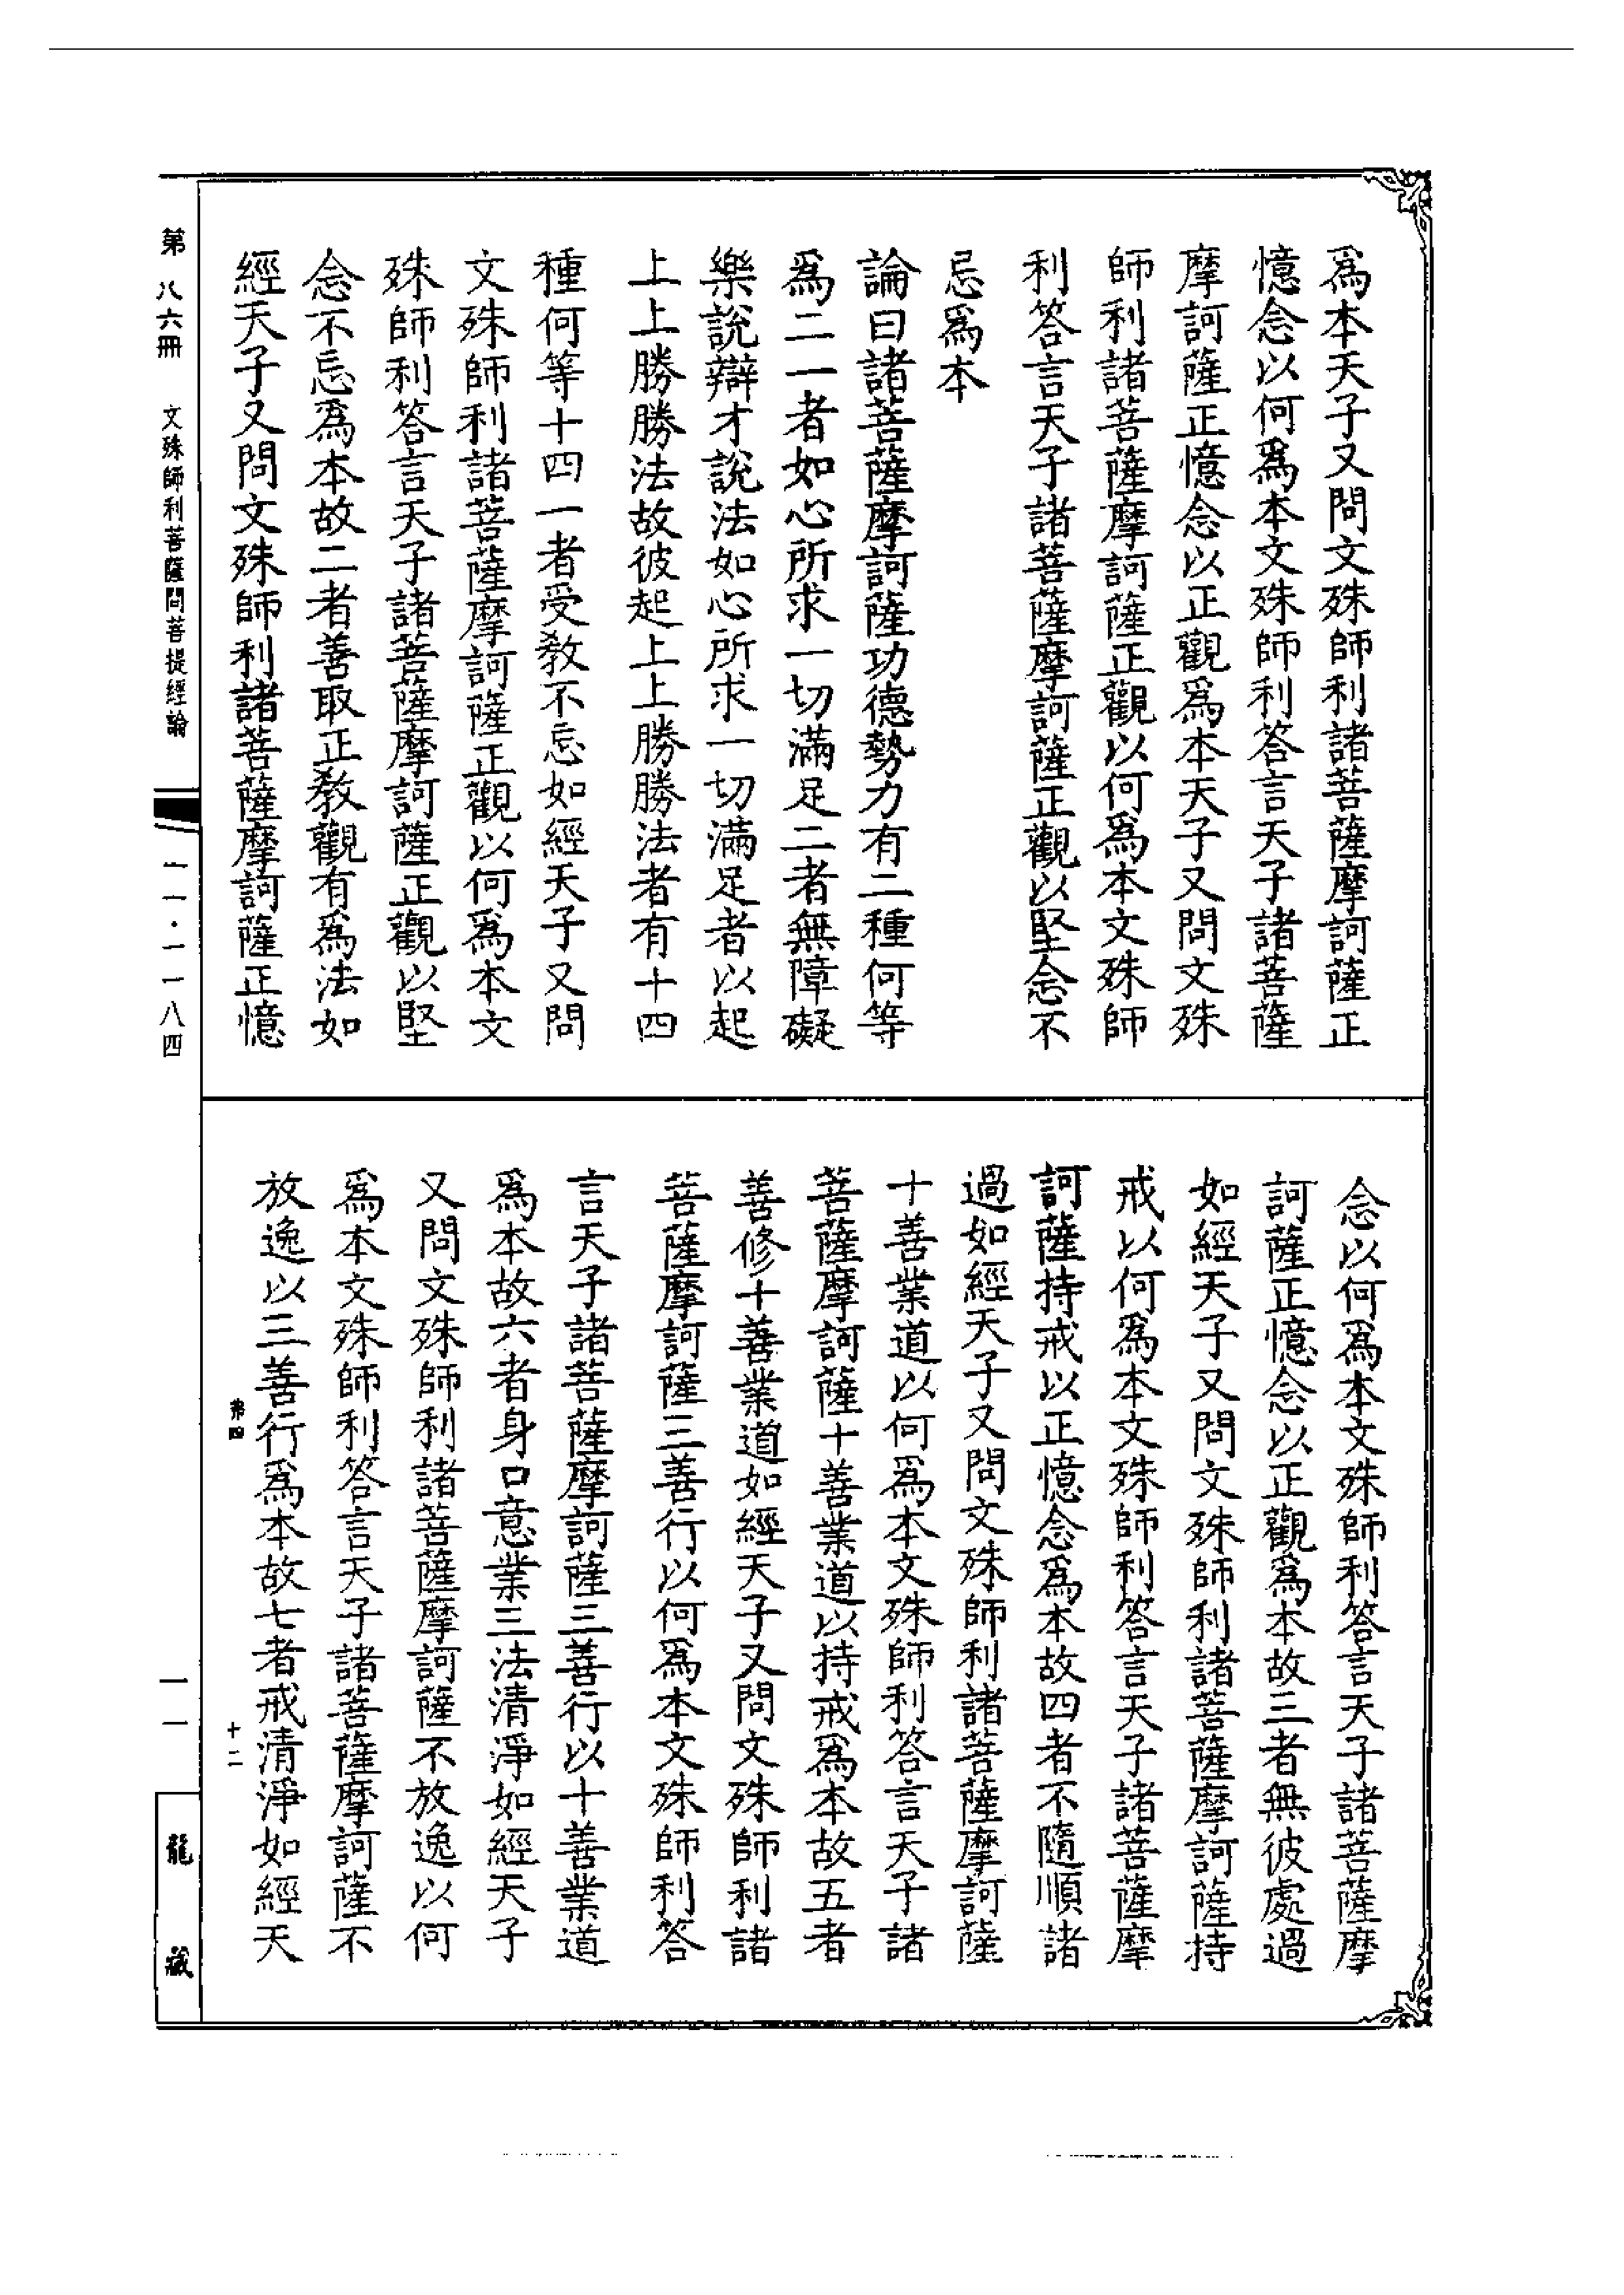 爲本天子又問文殊師利諸菩薩摩訶薩正
憶念以何爲本文殊師利答言天子諸菩薩
摩訶薩正憶念以正觀爲本天子又問文殊
師利諸菩薩摩訶薩正觀以何爲本文殊師
利答言天子諸菩薩摩訶薩正觀以堅念不
忌爲本
論曰諸菩薩摩訶薩功德勢力有二種何等
爲二一者如心所求一切滿足二者無障礙
樂說辯才說法如心所求一切滿足者以起
上上勝勝法故彼起上上勝勝法者有十四
種何等十四一者受教不忌如經天子又問
文殊師利諸菩薩摩訶薩正觀以何爲本文
殊師利答言天子諸菩薩摩訶薩正觀以堅
念不忌爲本故二者善取正教觀有爲法如
經天子又問文殊師利諸菩薩摩訶薩正憶
念以何爲本文殊師利答言天子諸菩薩摩
訶薩正憶念以正觀爲本故三者無彼處過
如經天子又問文殊師利諸菩薩摩訶薩持
戒以何爲本文殊師利答言天子諸菩薩摩
訶薩持戒以正憶念爲本故四者不隨順諸
過如經天子又問文殊師利諸菩薩摩訶薩
十善業道以何爲本文殊師利答言天子諸
菩薩摩訶薩十善業道以持戒爲本故五者
善修十善業道如經天子又問文殊師利諸
菩薩摩訶薩三善行以何爲本文殊師利答
言天子諸菩薩摩訶薩三善行以十善業道
爲本故六者身口意業三法清淨如經天子
又問文殊師利諸菩薩摩訶薩不放逸以何
爲本文殊師利答言天子諸菩薩摩訶薩不
放逸以三善行爲本故七者戒清淨如經天
弗四 十二
第八六冊 文殊師利菩薩問菩提經論 一一·一一八四
一一 龍藏